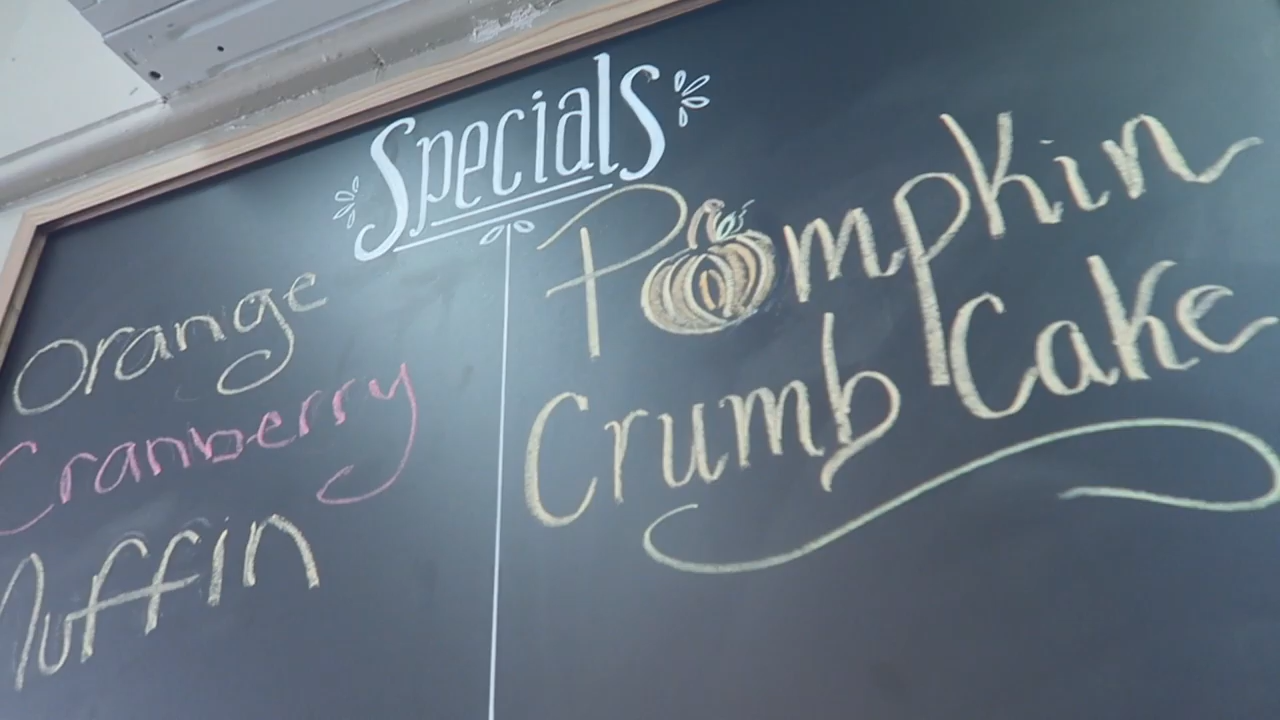 Specials
Orange
Cranberry
Muffin
Pumpkin
Crumb Cake